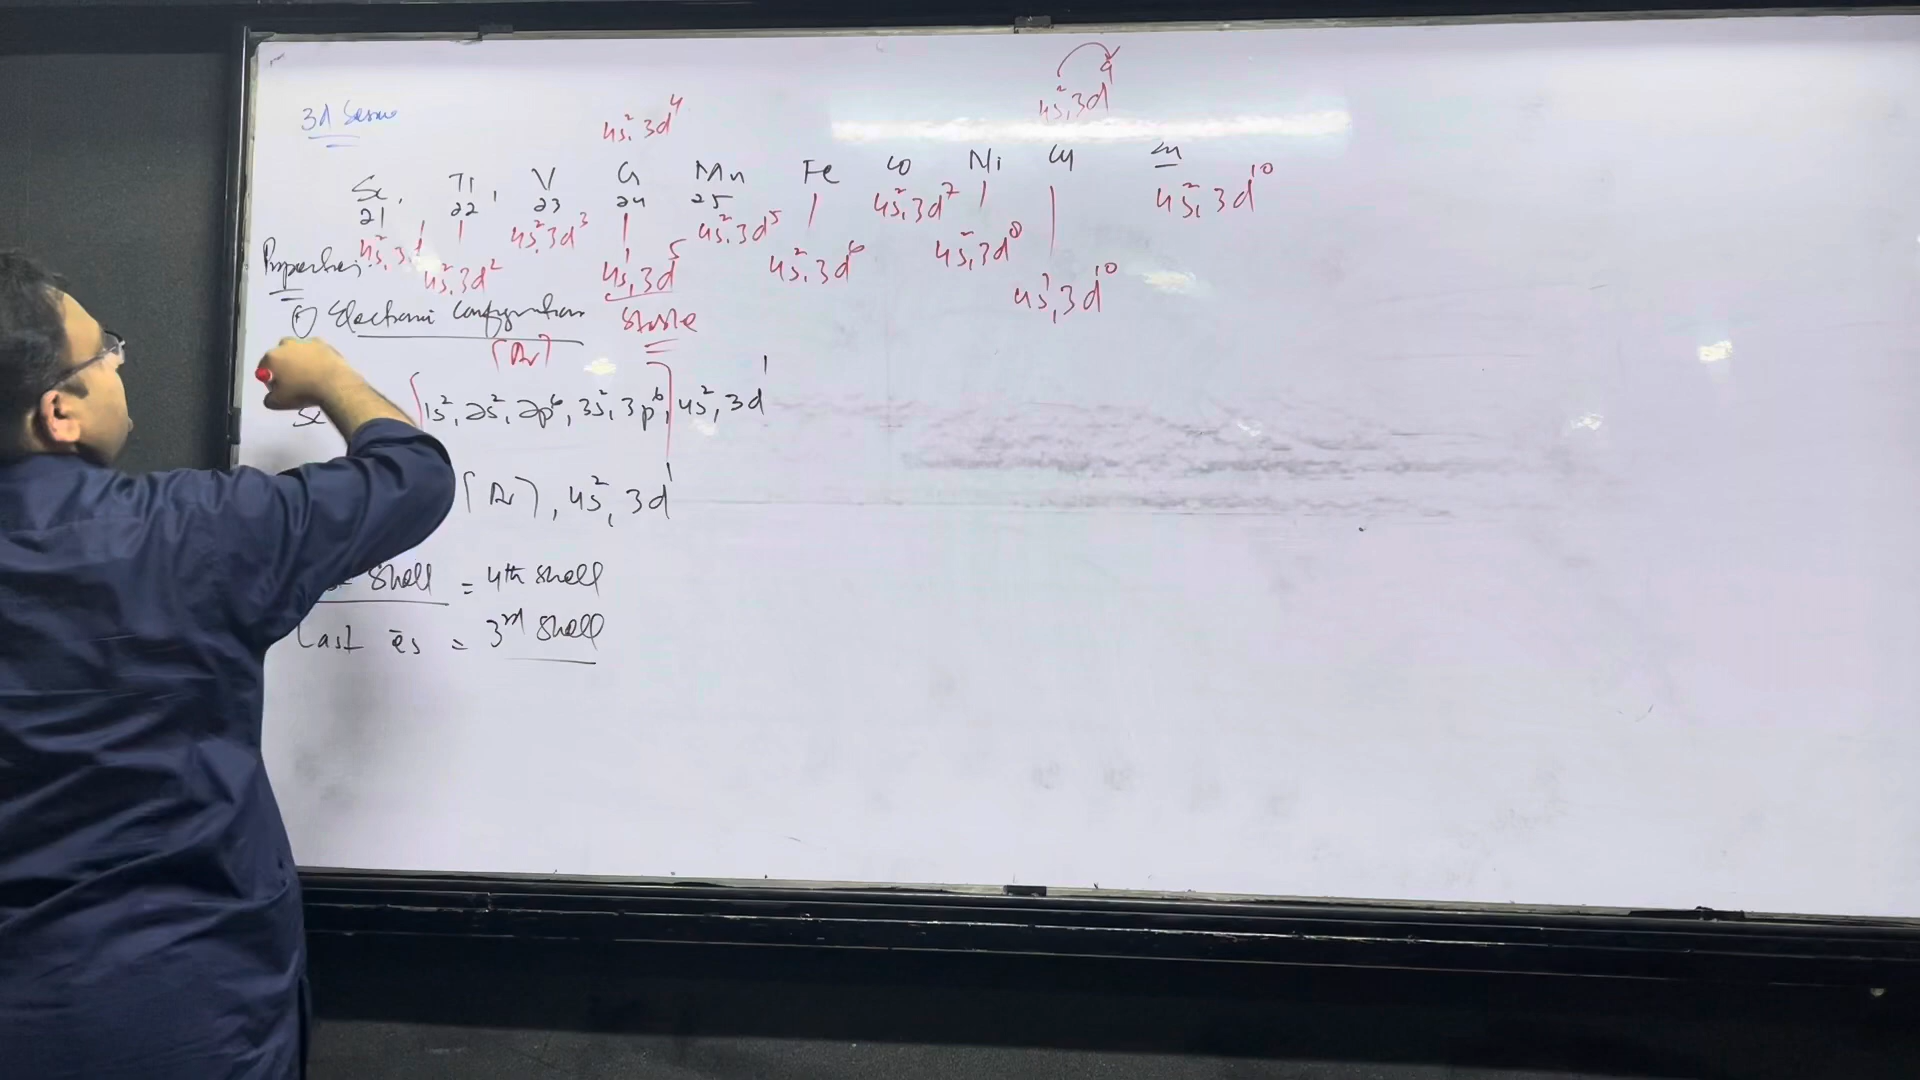 3d Series
4s², 3d⁴
4s², 3d⁹
Sc, Ti, V Cr Mn Fe Co Ni Cu Zn
21 22 23 24 25
4s², 3d 4s², 3d² 4s², 3d³ 4s¹, 3d⁵ 4s², 3d⁵ 4s², 3d⁶ 4s², 3d⁷ 4s², 3d⁸ 4s¹, 3d¹⁰ 4s², 3d¹⁰
Properties:
① Electronic Configuration
Stable
[Ar]
Sc [1s², 2s², 2p⁶, 3s², 3p⁶,] 4s², 3d¹
[Ar], 4s², 3d¹
Shell = 4th shell
Last ēs = 3rd shell